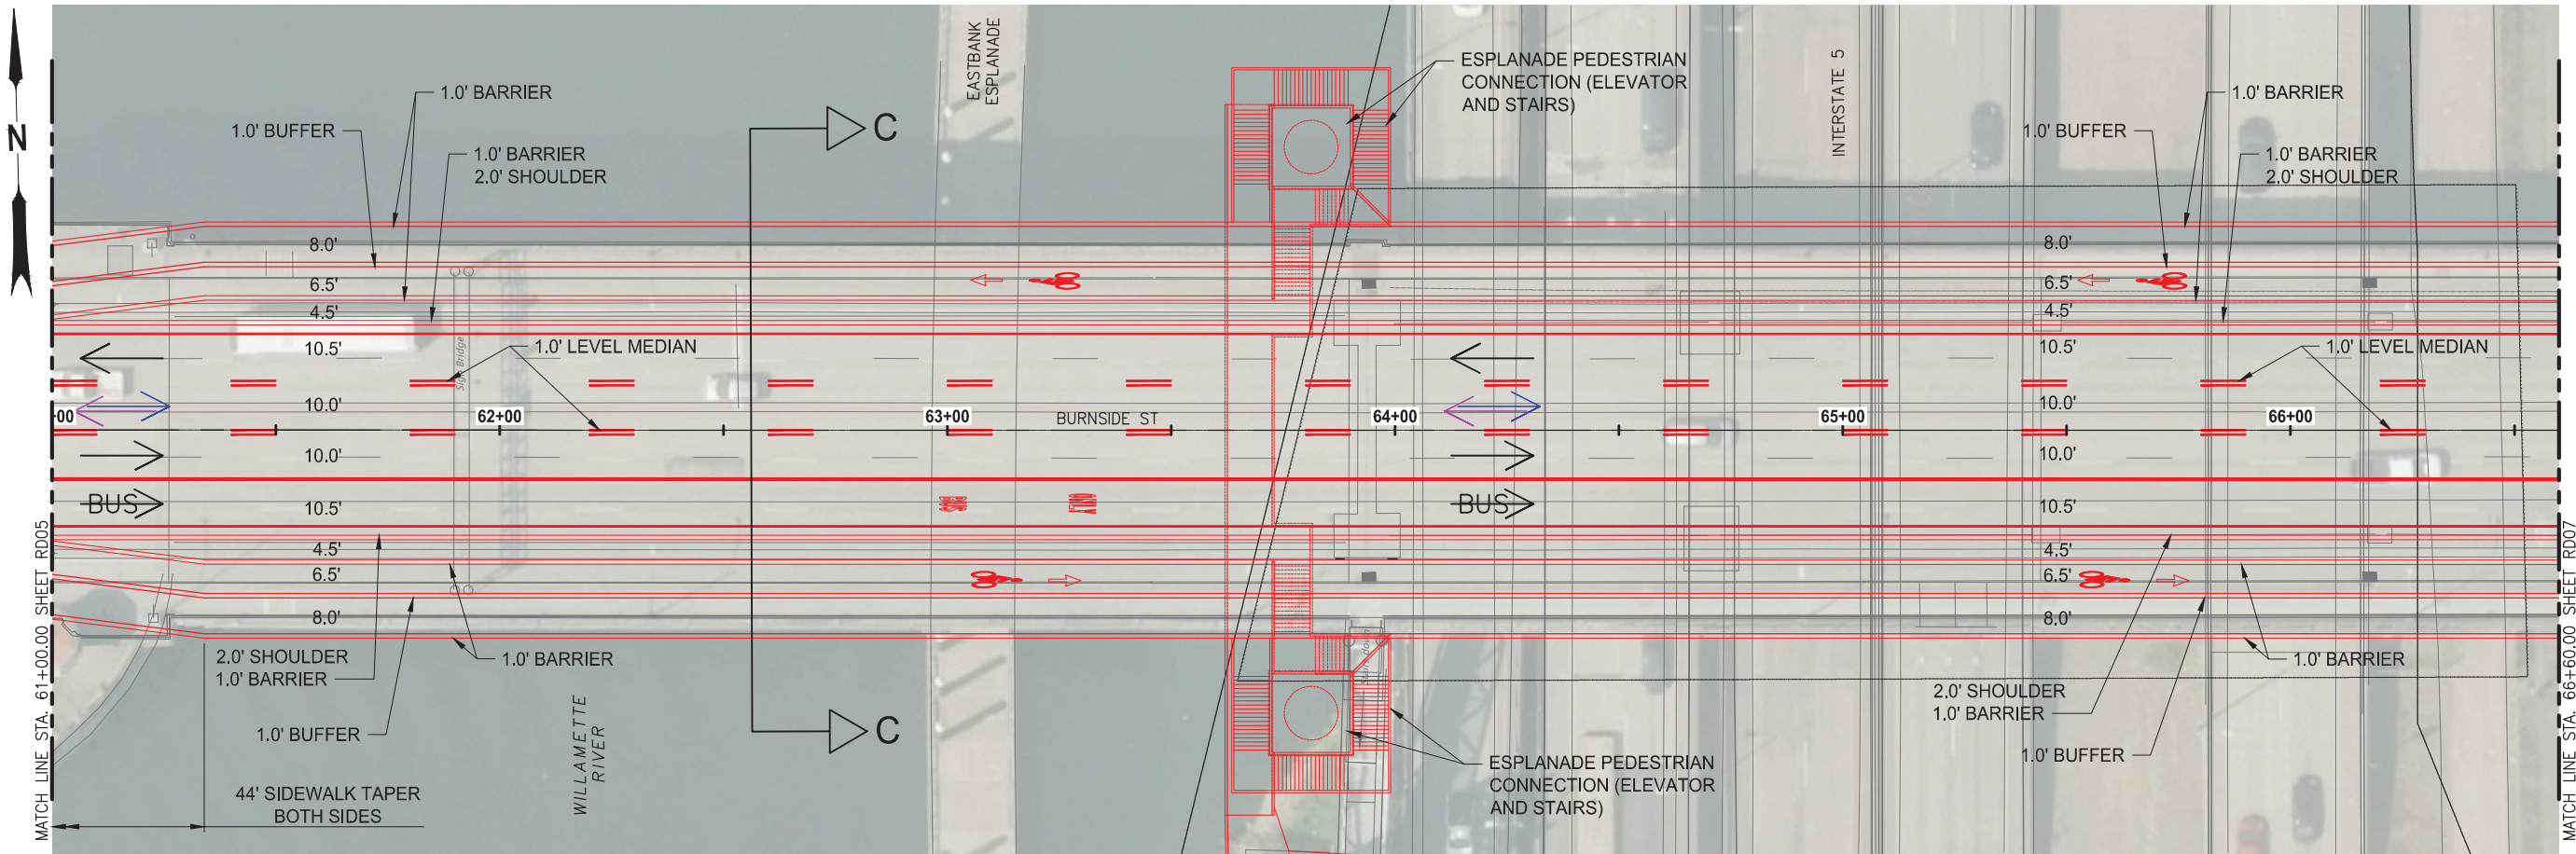 N
MATCH LINE STA. 61+00.00 SHEET RD05
1.0' BARRIER
1.0' BUFFER
1.0' BARRIER
2.0' SHOULDER
EASTBANK
ESPLANADE
C
ESPLANADE PEDESTRIAN
CONNECTION (ELEVATOR
AND STAIRS)
INTERSTATE 5
1.0' BARRIER
1.0' BUFFER
1.0' BARRIER
2.0' SHOULDER
8.0'
6.5'
4.5'
10.5'
10.0'
10.0'
10.5'
4.5'
6.5'
8.0'
Sign Bridge
1.0' LEVEL MEDIAN
+00
62+00
63+00
BURNSIDE ST
64+00
65+00
66+00
BUS
BUS
ONLY
BUS
8.0'
6.5'
4.5'
10.5'
10.0'
10.0'
10.5'
4.5'
6.5'
8.0'
1.0' LEVEL MEDIAN
2.0' SHOULDER
1.0' BARRIER
1.0' BUFFER
1.0' BARRIER
44' SIDEWALK TAPER
BOTH SIDES
WILLAMETTE
RIVER
C
ESPLANADE PEDESTRIAN
CONNECTION (ELEVATOR
AND STAIRS)
2.0' SHOULDER
1.0' BARRIER
1.0' BUFFER
1.0' BARRIER
MATCH LINE STA. 66+60.00 SHEET RD07